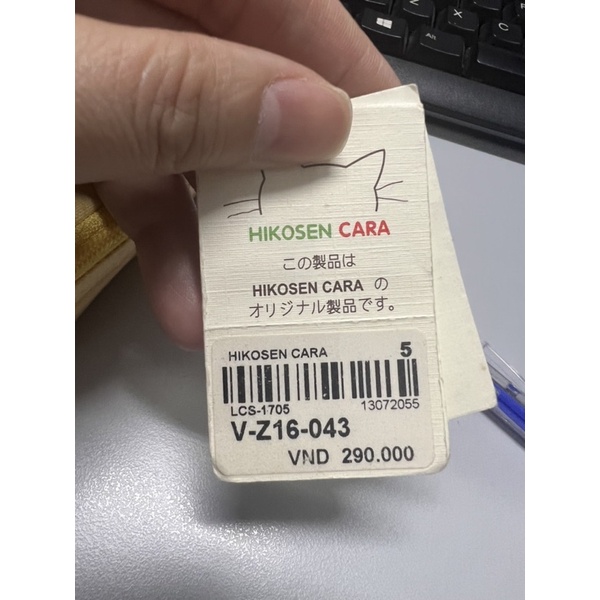 HIKOSEN CARA
この製品は
HIKOSEN CARA の
オリジナル製品です。
HIKOSEN CARA 5
LCS-1705 13072055
V-Z16-043
VND 290.000
Z
X
C
Alt